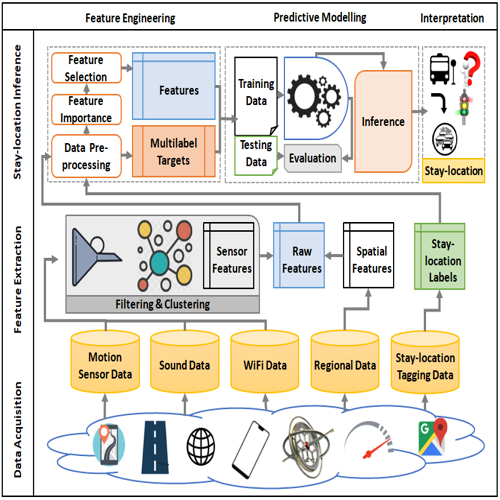 Feature Engineering
Predictive Modelling
Interpretation
Stay-location Inference
Feature
Selection
Feature
Importance
Data Pre-
processing
Features
Multilabel
Targets
Training
Data
Testing
Data
Evaluation
Inference
Stay-location
Feature Extraction
Sensor
Features
Filtering & Clustering
Raw
Features
Spatial
Features
Stay-
location
Labels
Data Acquisition
Motion
Sensor Data
Sound Data
WiFi Data
Regional Data
Stay-location
Tagging Data
G